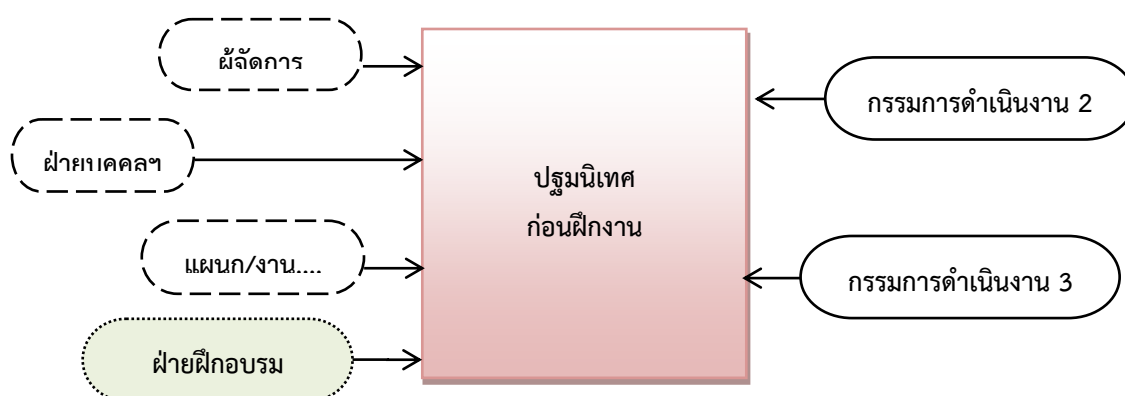 ผู้จัดการ
ฝ่ายบุคคลฯ
แผนก/งาน....
ฝ่ายฝึกอบรม
ปฐมนิเทศ
ก่อนฝึกงาน
กรรมการดำเนินงาน 2
กรรมการดำเนินงาน 3